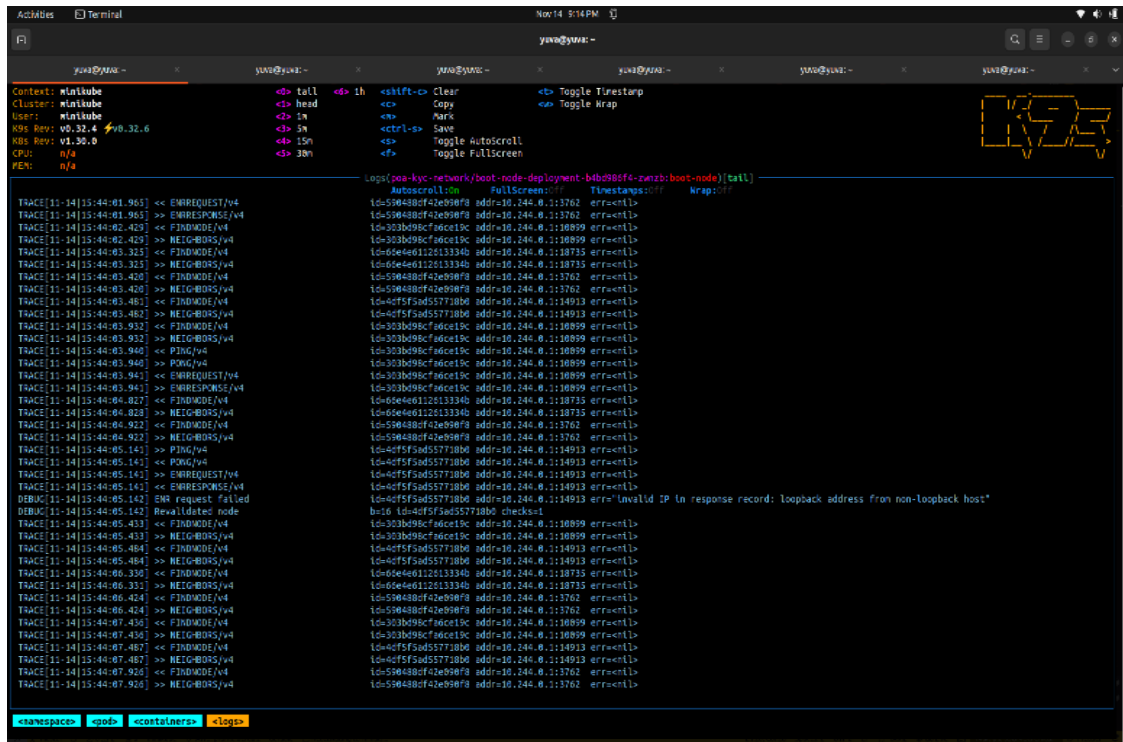 Activities Terminal Nov 14 9:14 PM
yuva@yuva: ~
yuva@yuva: ~ × yuva@yuva: ~ × yuva@yuva: ~ × yuva@yuva: ~ × yuva@yuva: ~ × yuva@yuva: ~ ×
Context: minikube <0> tail <6> 1h <shift-c> Clear <t> Toggle Timestamp
Cluster: minikube <1> head <c> Copy <w> Toggle Wrap
User: minikube <2> 1m <m> Mark
K9s Rev: v0.32.4 ⚡v0.32.6 <3> 5m <ctrl-s> Save
K8s Rev: v1.30.0 <4> 15m <s> Toggle AutoScroll
CPU: n/a <5> 30m <f> Toggle FullScreen
MEM: n/a
Logs(poa-kyc-network/boot-node-deployment-b4bd986f4-zwnzb:boot-node)[tail]
Autoscroll:On FullScreen:Off Timestamps:Off Wrap:Off
TRACE[11-14|15:44:01.965] << ENRREQUEST/v4 id=590488df42e090f8 addr=10.244.0.1:3762 err=<nil>
TRACE[11-14|15:44:01.965] >> ENRRESPONSE/v4 id=590488df42e090f8 addr=10.244.0.1:3762 err=<nil>
TRACE[11-14|15:44:02.429] << FINDNODE/v4 id=303bd98cfa6ce19c addr=10.244.0.1:10099 err=<nil>
TRACE[11-14|15:44:02.429] >> NEIGHBORS/v4 id=303bd98cfa6ce19c addr=10.244.0.1:10099 err=<nil>
TRACE[11-14|15:44:03.325] << FINDNODE/v4 id=66e4e6112613334b addr=10.244.0.1:18735 err=<nil>
TRACE[11-14|15:44:03.325] >> NEIGHBORS/v4 id=66e4e6112613334b addr=10.244.0.1:18735 err=<nil>
TRACE[11-14|15:44:03.420] << FINDNODE/v4 id=590488df42e090f8 addr=10.244.0.1:3762 err=<nil>
TRACE[11-14|15:44:03.420] >> NEIGHBORS/v4 id=590488df42e090f8 addr=10.244.0.1:3762 err=<nil>
TRACE[11-14|15:44:03.481] << FINDNODE/v4 id=4df5f5ad557718b0 addr=10.244.0.1:14913 err=<nil>
TRACE[11-14|15:44:03.482] >> NEIGHBORS/v4 id=4df5f5ad557718b0 addr=10.244.0.1:14913 err=<nil>
TRACE[11-14|15:44:03.932] << FINDNODE/v4 id=303bd98cfa6ce19c addr=10.244.0.1:10099 err=<nil>
TRACE[11-14|15:44:03.932] >> NEIGHBORS/v4 id=303bd98cfa6ce19c addr=10.244.0.1:10099 err=<nil>
TRACE[11-14|15:44:03.940] << PING/v4 id=303bd98cfa6ce19c addr=10.244.0.1:10099 err=<nil>
TRACE[11-14|15:44:03.940] >> PONG/v4 id=303bd98cfa6ce19c addr=10.244.0.1:10099 err=<nil>
TRACE[11-14|15:44:03.941] << ENRREQUEST/v4 id=303bd98cfa6ce19c addr=10.244.0.1:10099 err=<nil>
TRACE[11-14|15:44:03.941] >> ENRRESPONSE/v4 id=303bd98cfa6ce19c addr=10.244.0.1:10099 err=<nil>
TRACE[11-14|15:44:04.827] << FINDNODE/v4 id=66e4e6112613334b addr=10.244.0.1:18735 err=<nil>
TRACE[11-14|15:44:04.828] >> NEIGHBORS/v4 id=66e4e6112613334b addr=10.244.0.1:18735 err=<nil>
TRACE[11-14|15:44:04.922] << FINDNODE/v4 id=590488df42e090f8 addr=10.244.0.1:3762 err=<nil>
TRACE[11-14|15:44:04.922] >> NEIGHBORS/v4 id=590488df42e090f8 addr=10.244.0.1:3762 err=<nil>
TRACE[11-14|15:44:05.141] >> PING/v4 id=4df5f5ad557718b0 addr=10.244.0.1:14913 err=<nil>
TRACE[11-14|15:44:05.141] << PONG/v4 id=4df5f5ad557718b0 addr=10.244.0.1:14913 err=<nil>
TRACE[11-14|15:44:05.141] >> ENRREQUEST/v4 id=4df5f5ad557718b0 addr=10.244.0.1:14913 err=<nil>
TRACE[11-14|15:44:05.141] << ENRRESPONSE/v4 id=4df5f5ad557718b0 addr=10.244.0.1:14913 err=<nil>
DEBUG[11-14|15:44:05.142] ENR request failed id=4df5f5ad557718b0 addr=10.244.0.1:14913 err="invalid IP in response record: loopback address from non-loopback host"
DEBUG[11-14|15:44:05.142] Revalidated node b=16 id=4df5f5ad557718b0 checks=1
TRACE[11-14|15:44:05.433] << FINDNODE/v4 id=303bd98cfa6ce19c addr=10.244.0.1:10099 err=<nil>
TRACE[11-14|15:44:05.433] >> NEIGHBORS/v4 id=303bd98cfa6ce19c addr=10.244.0.1:10099 err=<nil>
TRACE[11-14|15:44:05.484] << FINDNODE/v4 id=4df5f5ad557718b0 addr=10.244.0.1:14913 err=<nil>
TRACE[11-14|15:44:05.484] >> NEIGHBORS/v4 id=4df5f5ad557718b0 addr=10.244.0.1:14913 err=<nil>
TRACE[11-14|15:44:06.330] << FINDNODE/v4 id=66e4e6112613334b addr=10.244.0.1:18735 err=<nil>
TRACE[11-14|15:44:06.331] >> NEIGHBORS/v4 id=66e4e6112613334b addr=10.244.0.1:18735 err=<nil>
TRACE[11-14|15:44:06.424] << FINDNODE/v4 id=590488df42e090f8 addr=10.244.0.1:3762 err=<nil>
TRACE[11-14|15:44:06.424] >> NEIGHBORS/v4 id=590488df42e090f8 addr=10.244.0.1:3762 err=<nil>
TRACE[11-14|15:44:07.436] << FINDNODE/v4 id=303bd98cfa6ce19c addr=10.244.0.1:10099 err=<nil>
TRACE[11-14|15:44:07.436] >> NEIGHBORS/v4 id=303bd98cfa6ce19c addr=10.244.0.1:10099 err=<nil>
TRACE[11-14|15:44:07.487] << FINDNODE/v4 id=4df5f5ad557718b0 addr=10.244.0.1:14913 err=<nil>
TRACE[11-14|15:44:07.487] >> NEIGHBORS/v4 id=4df5f5ad557718b0 addr=10.244.0.1:14913 err=<nil>
TRACE[11-14|15:44:07.926] << FINDNODE/v4 id=590488df42e090f8 addr=10.244.0.1:3762 err=<nil>
TRACE[11-14|15:44:07.926] >> NEIGHBORS/v4 id=590488df42e090f8 addr=10.244.0.1:3762 err=<nil>
<namespace> <pod> <containers> <logs>